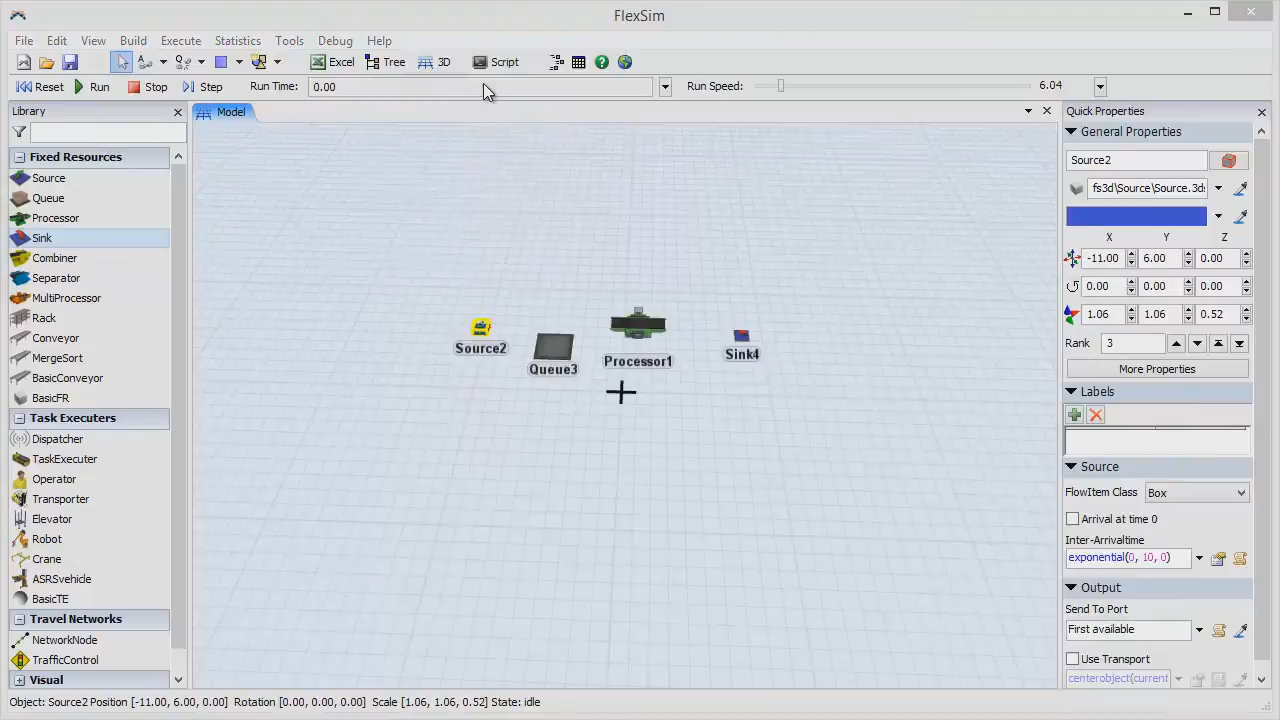 FlexSim
File Edit View Build Execute Statistics Tools Debug Help
Excel Tree 3D Script
Reset Run Stop Step Run Time: 0.00 Run Speed: 6.04
Library
Model
Quick Properties
Fixed Resources
Source
Queue
Processor
Sink
Combiner
Separator
MultiProcessor
Rack
Conveyor
MergeSort
BasicConveyor
BasicFR
Task Executers
Dispatcher
TaskExecuter
Operator
Transporter
Elevator
Robot
Crane
ASRSvehicle
BasicTE
Travel Networks
NetworkNode
TrafficControl
Visual
Source2
Queue3
Processor1
Sink4
General Properties
Source2
fs3d\Source\Source.3d
X Y Z
-11.00 6.00 0.00
0.00 0.00 0.00
1.06 1.06 0.52
Rank 3
More Properties
Labels
Source
FlowItem Class Box
Arrival at time 0
Inter-Arrivaltime
exponential(0, 10, 0)
Output
Send To Port
First available
Use Transport
centerobject(current
Object: Source2 Position [-11.00, 6.00, 0.00] Rotation [0.00, 0.00, 0.00] Scale [1.06, 1.06, 0.52] State: idle